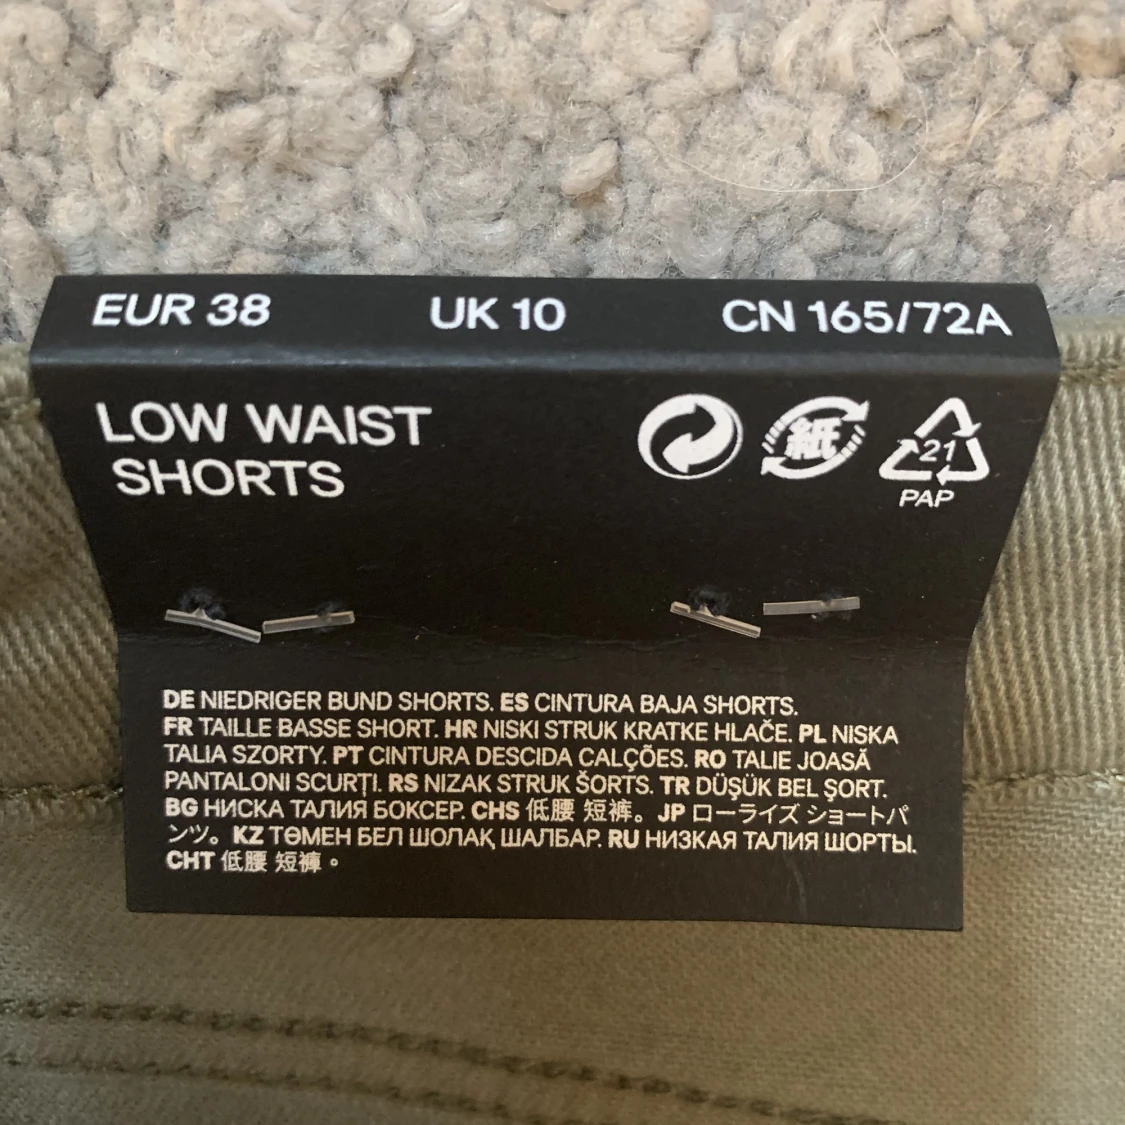 EUR 38 UK 10 CN 165/72A
LOW WAIST
SHORTS
紙
21
PAP
DE NIEDRIGER BUND SHORTS. ES CINTURA BAJA SHORTS.
FR TAILLE BASSE SHORT. HR NISKI STRUK KRATKE HLAČE. PL NISKA
TALIA SZORTY. PT CINTURA DESCIDA CALÇÕES. RO TALIE JOASĂ
PANTALONI SCURȚI. RS NIZAK STRUK ŠORTS. TR DÜŞÜK BEL ŞORT.
BG НИСКА ТАЛИЯ БОКСЕР. CHS 低腰 短裤。JP ローライズ ショートパ
ンツ。 KZ ТӨМЕН БЕЛ ШОЛАҚ ШАЛБАР. RU НИЗКАЯ ТАЛИЯ ШОРТЫ.
CHT 低腰 短褲。